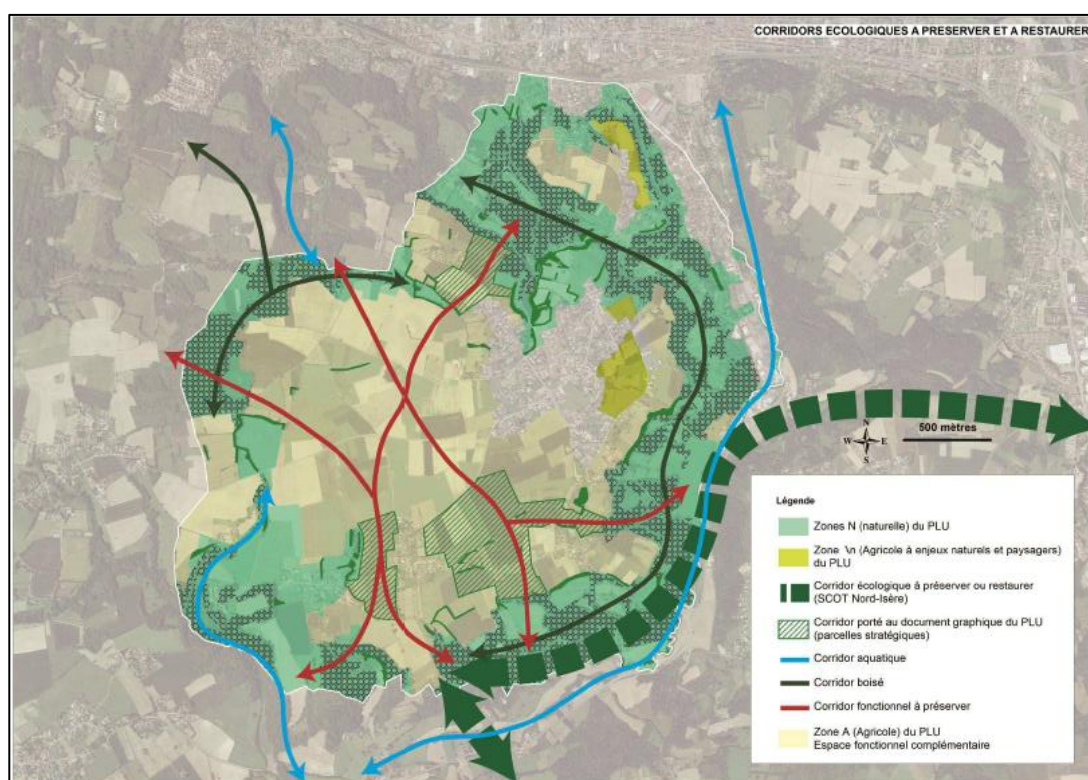 CORRIDORS ECOLOGIQUES A PRESERVER ET A RESTAURER
N
W E
S
500 mètres
Légende
Zones N (naturelle) du PLU
Zone \n (Agricole à enjeux naturels et paysagers)
du PLU
Corridor écologique à préserver ou restaurer
(SCOT Nord-Isère)
Corridor porté au document graphique du PLU
(parcelles stratégiques)
Corridor aquatique
Corridor boisé
Corridor fonctionnel à préserver
Zone A (Agricole) du PLU
Espace fonctionnel complémentaire